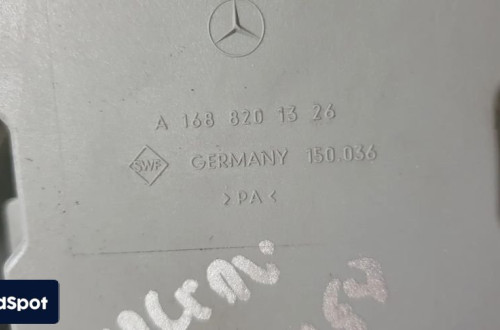 A 168 820 13 26
SWF GERMANY 150.036
>PA<
dSpot